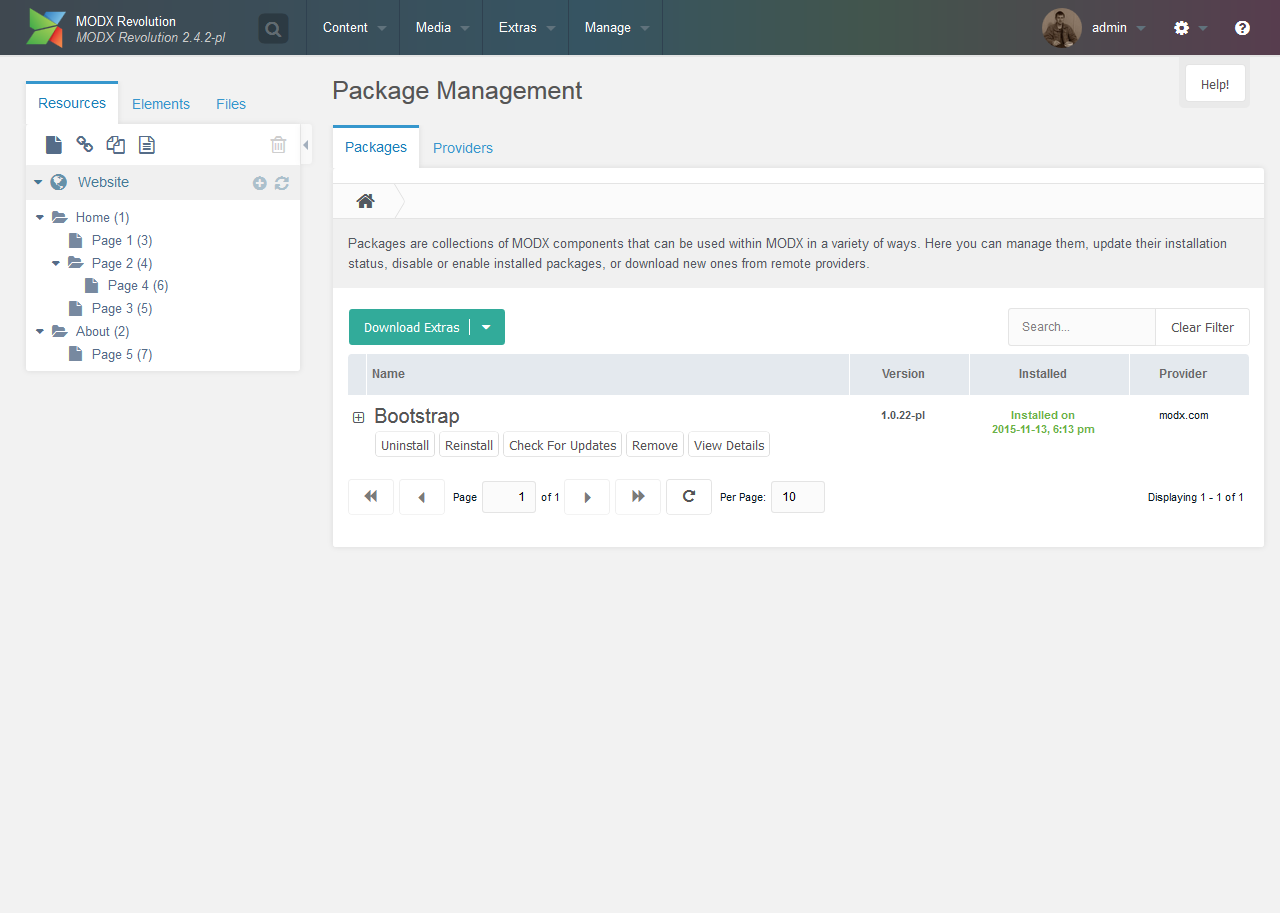 MODX Revolution
MODX Revolution 2.4.2-pl
Content
Media
Extras
Manage
admin
Resources
Elements
Files
Website
Home (1)
Page 1 (3)
Page 2 (4)
Page 4 (6)
Page 3 (5)
About (2)
Page 5 (7)
Package Management
Help!
Packages
Providers
Packages are collections of MODX components that can be used within MODX in a variety of ways. Here you can manage them, update their installation
status, disable or enable installed packages, or download new ones from remote providers.
Download Extras
Search...
Clear Filter
Name Version Installed Provider
Bootstrap 1.0.22-pl Installed on modx.com
2015-11-13, 6:13 pm
Uninstall Reinstall Check For Updates Remove View Details
Page 1 of 1 Per Page: 10 Displaying 1 - 1 of 1